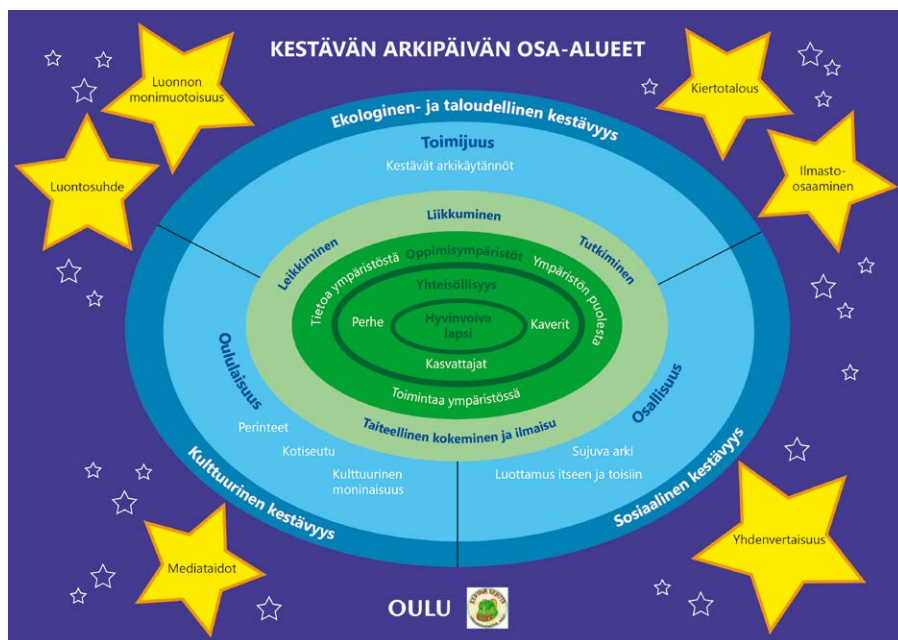 KESTÄVÄN ARKIPÄIVÄN OSA-ALUEET
Luonnon
monimuotoisuus
Kiertotalous
Luontosuhde
Ilmasto-
osaaminen
Ekologinen- ja taloudellinen kestävyys
Toimijuus
Kestävät arkikäytännöt
Liikkuminen
Leikkiminen
Tutkiminen
Oppimisympäristöt
Tietoa ympäristöstä
Ympäristön puolesta
Yhteisöllisyys
Perhe
Hyvinvoiva
lapsi
Kaverit
Kasvattajat
Toimintaa ympäristössä
Taiteellinen kokeminen ja ilmaisu
Oululaisuus
Perinteet
Kotiseutu
Kulttuurinen
moninaisuus
Osallisuus
Sujuva arki
Luottamus itseen ja toisiin
Kulttuurinen kestävyys
Sosiaalinen kestävyys
Mediataidot
Yhdenvertaisuus
OULU